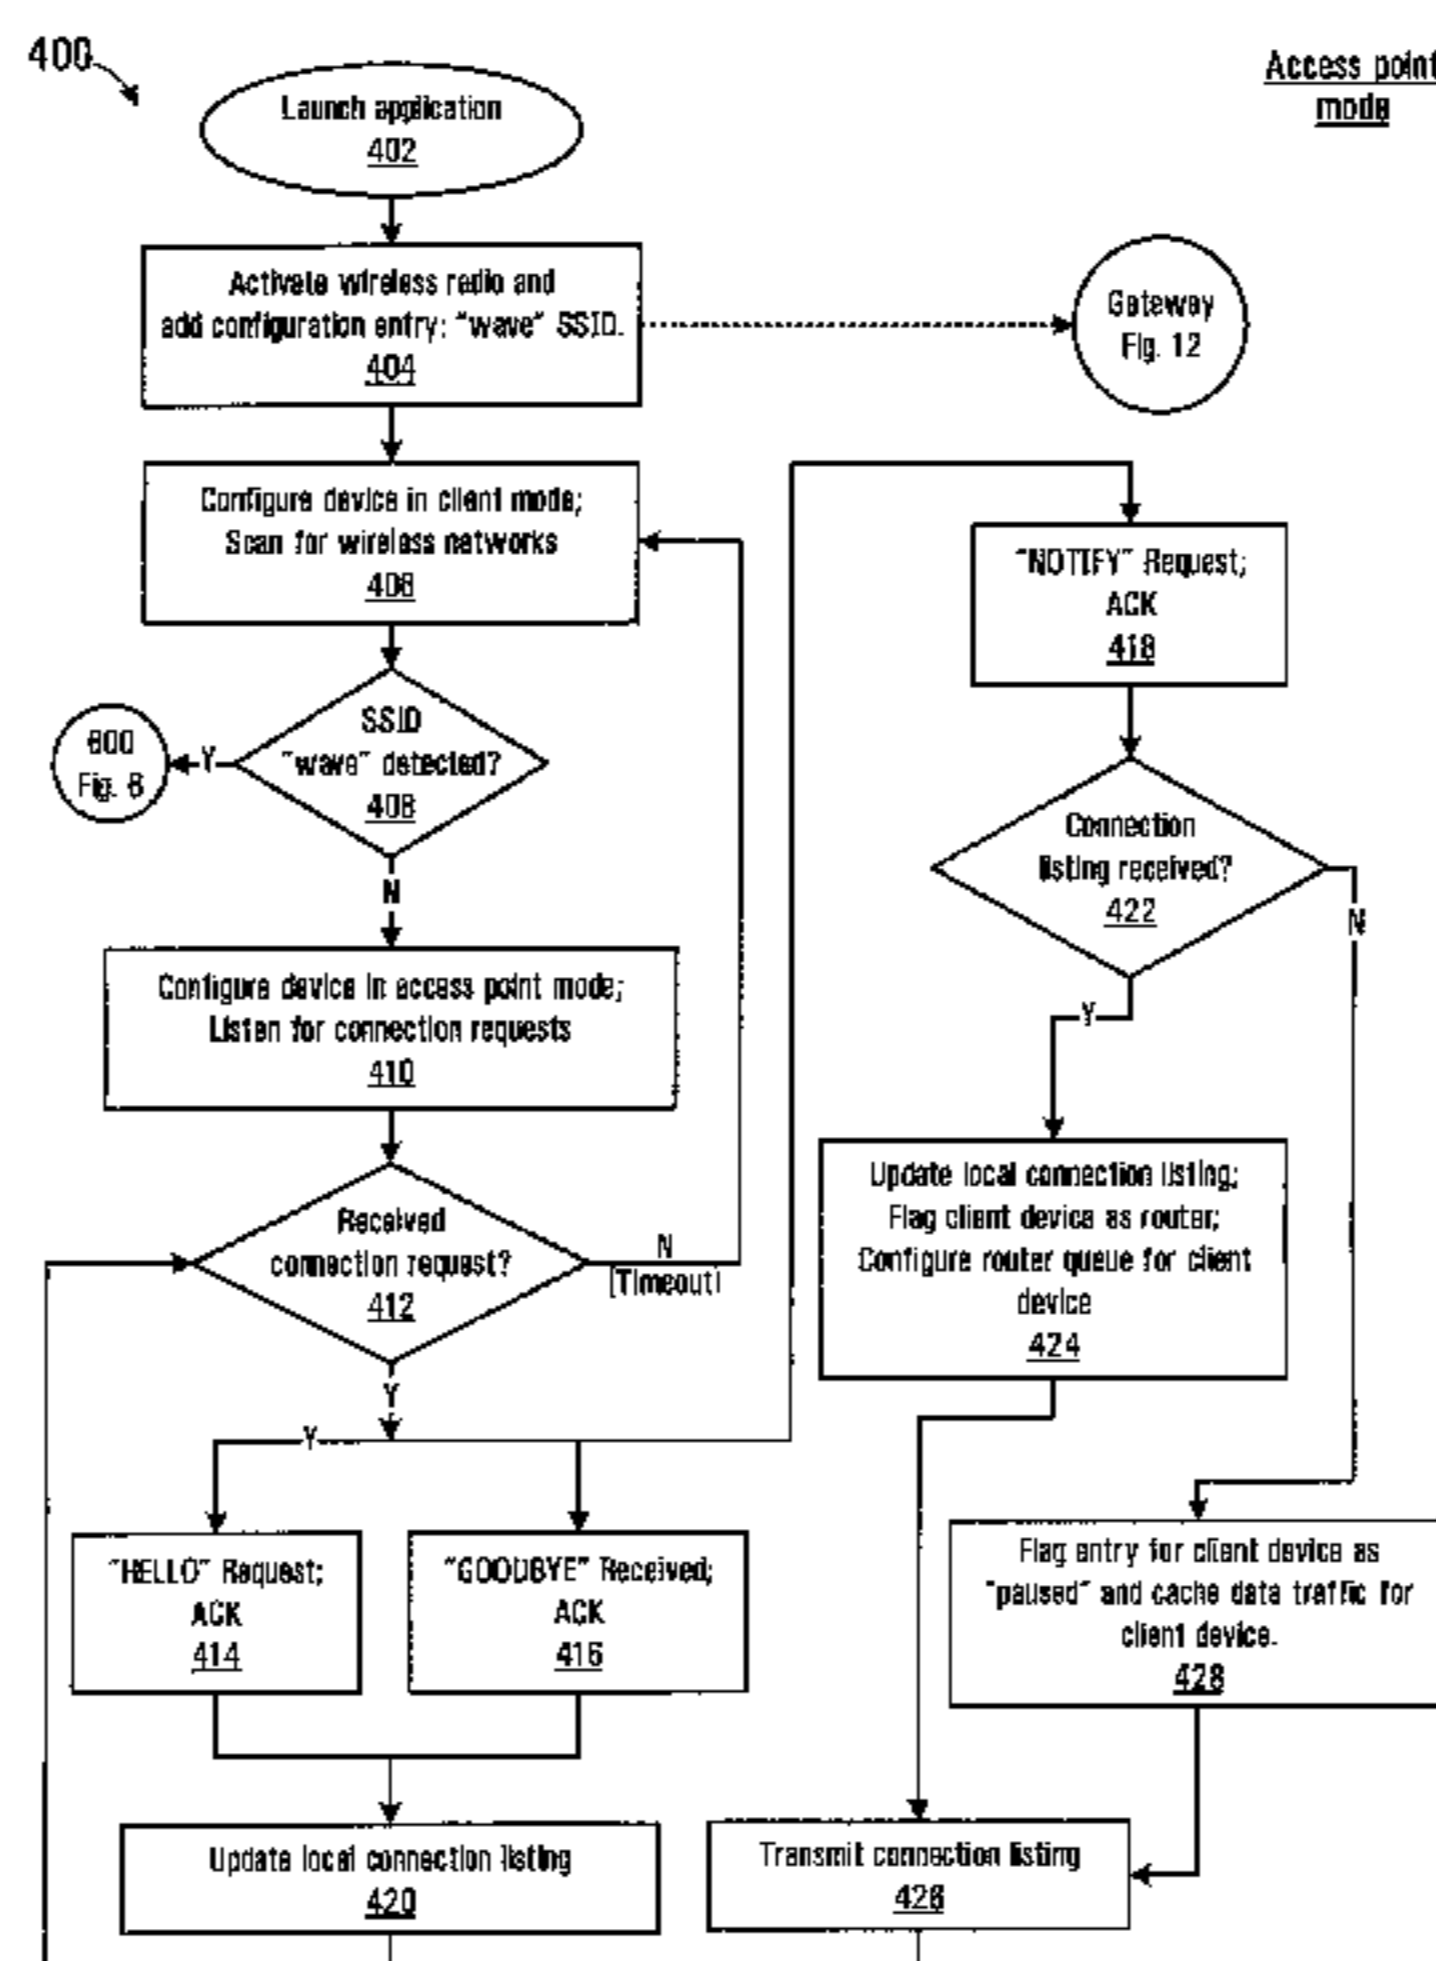 400
Access point
mode
Launch application
402
Activate wireless radio and
add configuration entry: "wave" SSID.
404
Gateway
Fig. 12
Configure device in client mode;
Scan for wireless networks
406
SSID
"wave" detected?
408
Y
Fig.
N
Configure device in access point mode;
Listen for connection requests
410
Received
connection request?
412
N
(Timeout)
Y
Y
"HELLO" Request;
ACK
414
"GOODBYE" Received;
ACK
416
Update local connection listing
420
"NOTIFY" Request;
ACK
418
Connection
listing received?
422
N
Y
Update local connection listing;
Flag client device as router;
Configure router queue for client
device
424
Flag entry for client device as
"paused" and cache data traffic for
client device.
428
Transmit connection listing
426